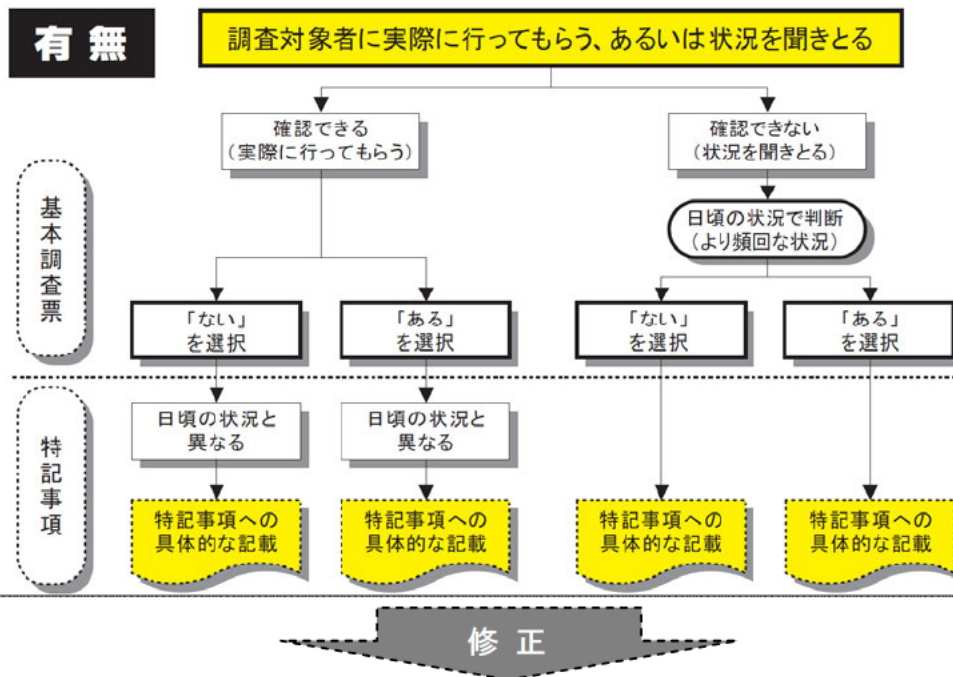 有無
調査対象者に実際に行ってもらう、あるいは状況を聞きとる
確認できる
(実際に行ってもらう)
確認できない
(状況を聞きとる)
日頃の状況で判断
(より頻回な状況)
基本調査票
「ない」
を選択
「ある」
を選択
「ない」
を選択
「ある」
を選択
特記事項
日頃の状況と
異なる
日頃の状況と
異なる
特記事項への
具体的な記載
特記事項への
具体的な記載
特記事項への
具体的な記載
特記事項への
具体的な記載
修正